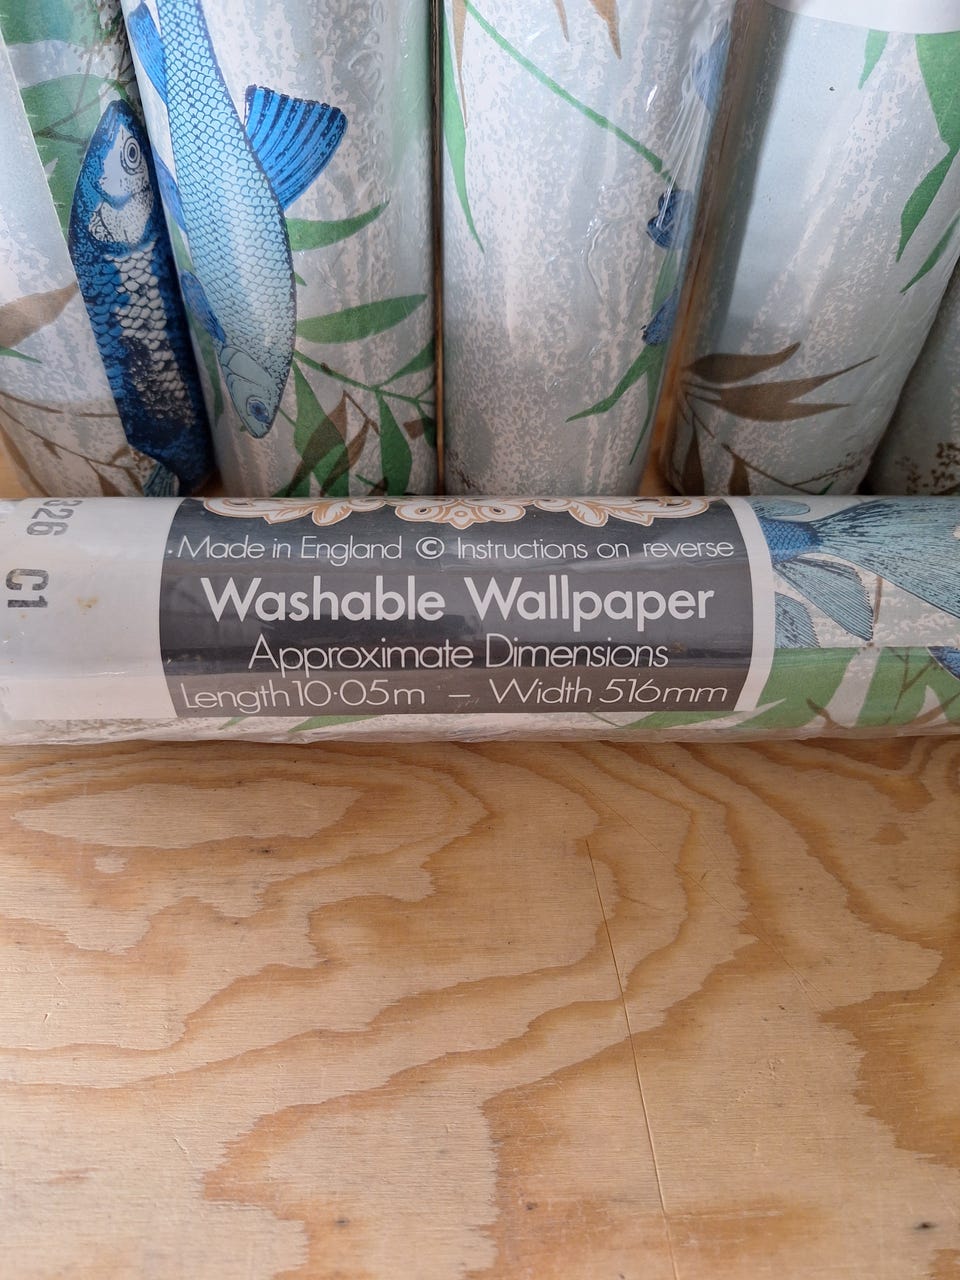 326
C1
Made in England © Instructions on reverse
Washable Wallpaper
Approximate Dimensions
Length 10·05m – Width 516mm